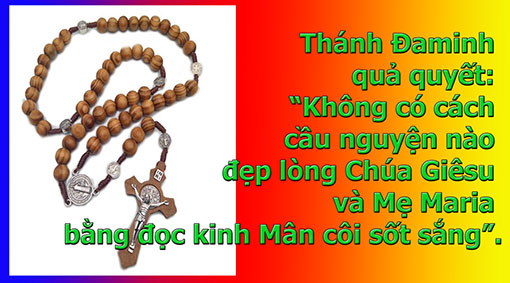 Thánh Đaminh
quả quyết:
“Không có cách
cầu nguyện nào
đẹp lòng Chúa Giêsu
và Mẹ Maria
bằng đọc kinh Mân côi sốt sắng”.